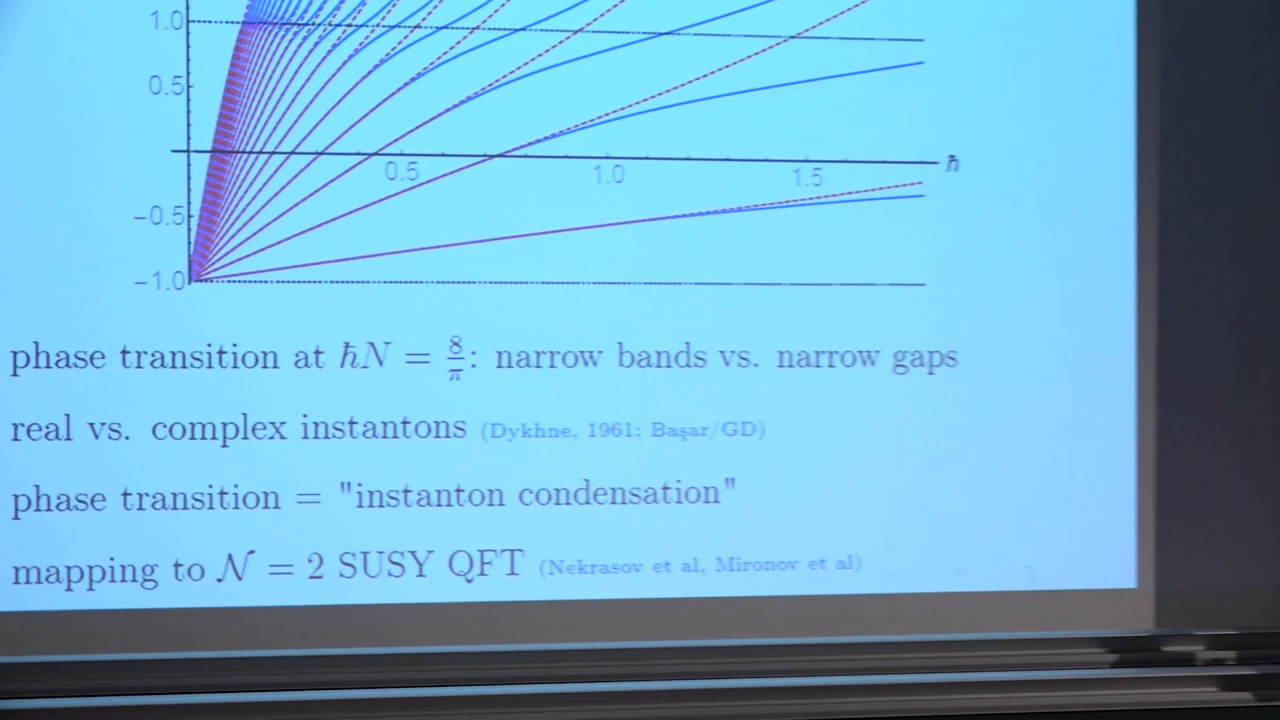 1.0
0.5
ħ
0.5 1.0 1.5
−0.5
−1.0
phase transition at ħN = 8/π: narrow bands vs. narrow gaps
real vs. complex instantons (Dykhne, 1961; Başar/GD)
phase transition = "instanton condensation"
mapping to 𝒩 = 2 SUSY QFT (Nekrasov et al, Mironov et al)